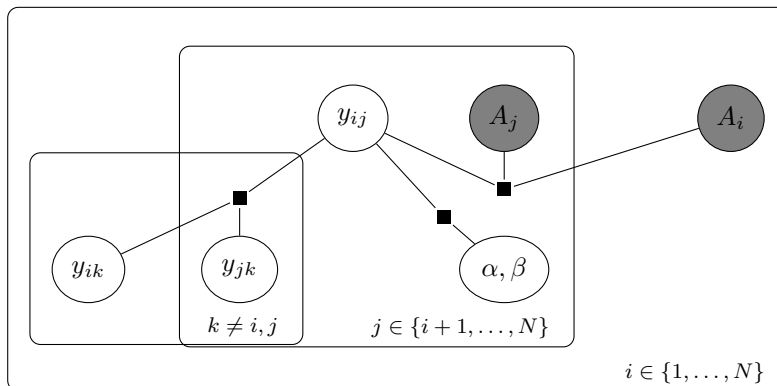 y_{ij} A_j A_i
y_{ik} y_{jk} α, β
k ≠ i, j j ∈ {i + 1, . . . , N}
i ∈ {1, . . . , N}